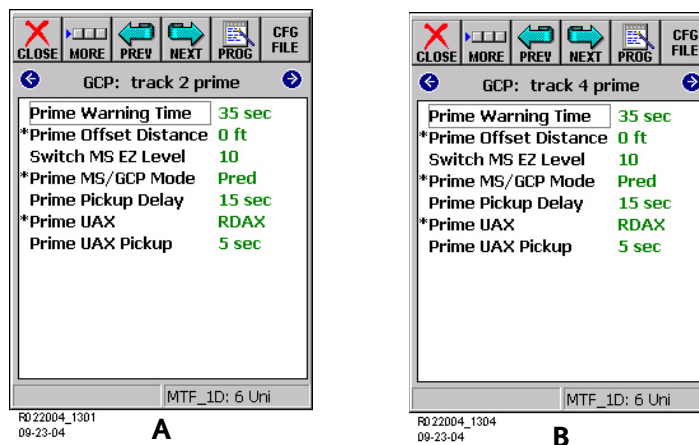 CLOSE MORE PREV NEXT PROG CFG FILE
GCP: track 2 prime
Prime Warning Time 35 sec
*Prime Offset Distance 0 ft
Switch MS EZ Level 10
*Prime MS/GCP Mode Pred
Prime Pickup Delay 15 sec
*Prime UAX RDAX
Prime UAX Pickup 5 sec
MTF_1D: 6 Uni
R022004_1301
09-23-04
A
CLOSE MORE PREV NEXT PROG CFG FILE
GCP: track 4 prime
Prime Warning Time 35 sec
*Prime Offset Distance 0 ft
Switch MS EZ Level 10
*Prime MS/GCP Mode Pred
Prime Pickup Delay 15 sec
*Prime UAX RDAX
Prime UAX Pickup 5 sec
MTF_1D: 6 Uni
R022004_1304
09-23-04
B